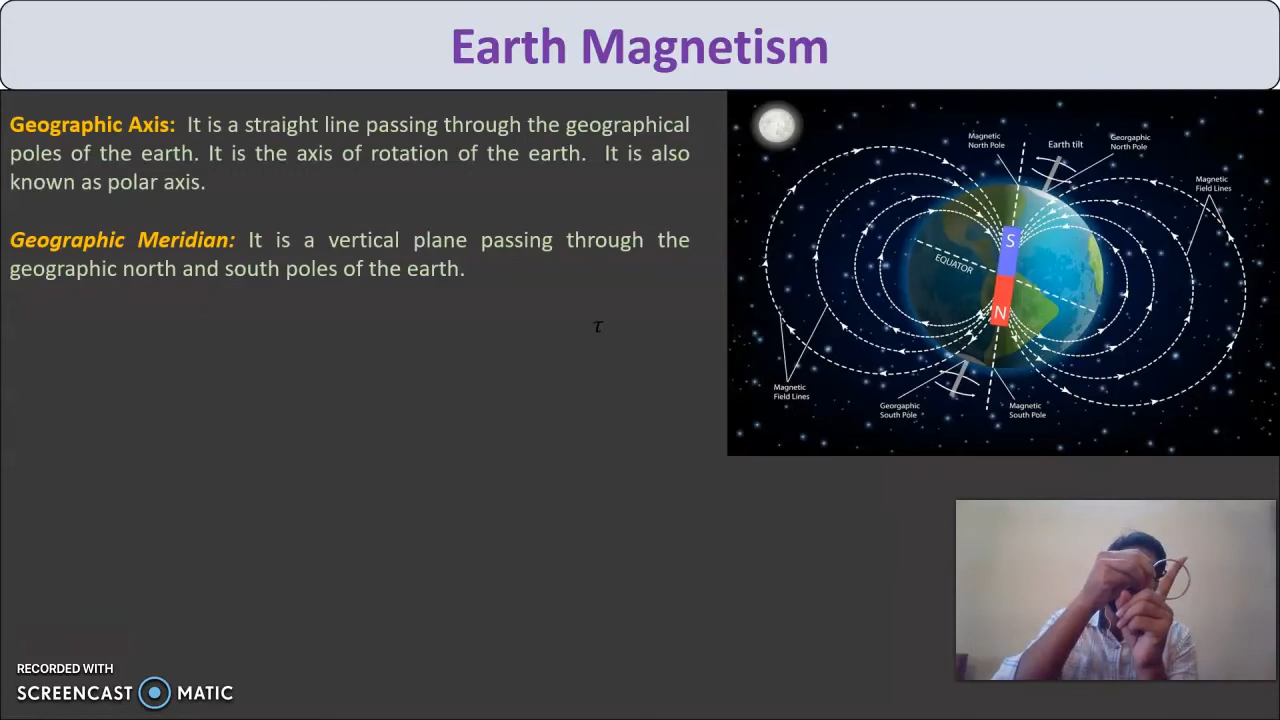 Earth Magnetism
Geographic Axis: It is a straight line passing through the geographical
poles of the earth. It is the axis of rotation of the earth. It is also
known as polar axis.
Geographic Meridian: It is a vertical plane passing through the
geographic north and south poles of the earth.
τ
Magnetic
North Pole
Earth tilt
Georgaphic
North Pole
Magnetic
Field Lines
S
EQUATOR
N
Magnetic
Field Lines
Georgaphic
South Pole
Magnetic
South Pole
RECORDED WITH
SCREENCAST MATIC